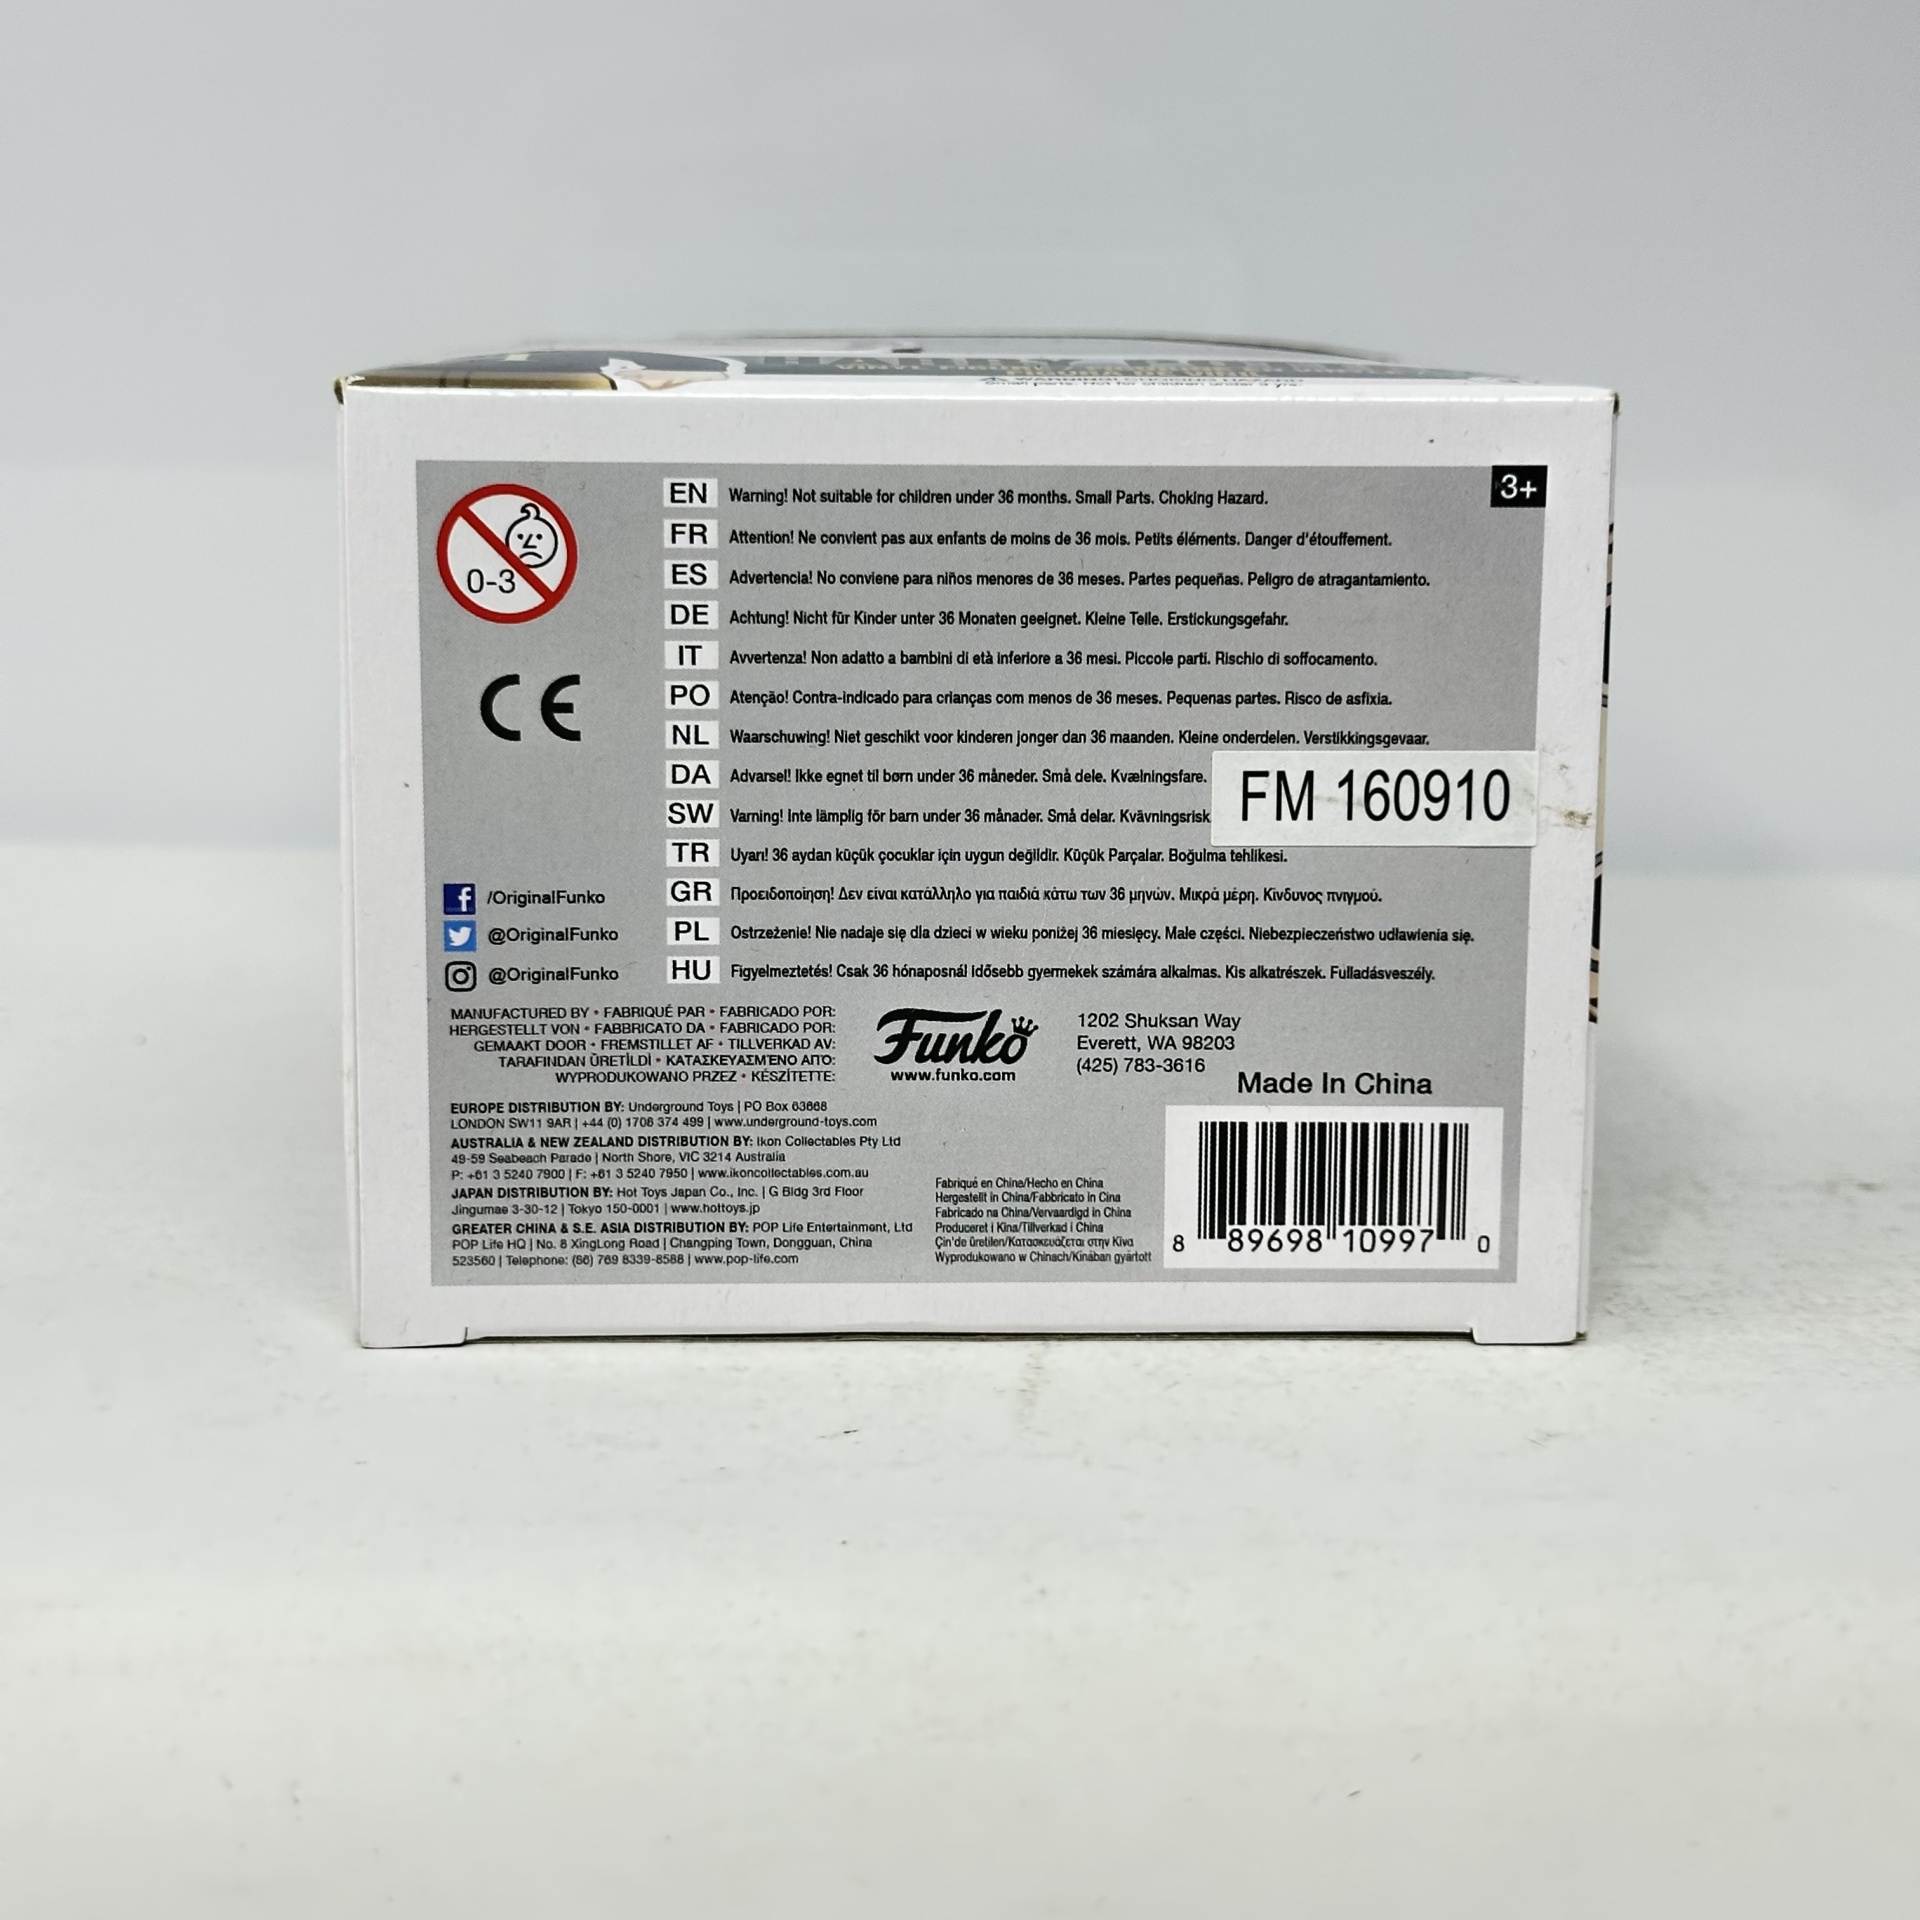 WARNING! CHOKING HAZARD
Small parts. Not for children under 3 yrs.
3+
0-3
EN Warning! Not suitable for children under 36 months. Small Parts. Choking Hazard.
FR Attention! Ne convient pas aux enfants de moins de 36 mois. Petits éléments. Danger d'étouffement.
ES Advertencia! No conviene para niños menores de 36 meses. Partes pequeñas. Peligro de atragantamiento.
DE Achtung! Nicht für Kinder unter 36 Monaten geeignet. Kleine Teile. Erstickungsgefahr.
IT Avvertenza! Non adatto a bambini di età inferiore a 36 mesi. Piccole parti. Rischio di soffocamento.
PO Atenção! Contra-indicado para crianças com menos de 36 meses. Pequenas partes. Risco de asfixia.
NL Waarschuwing! Niet geschikt voor kinderen jonger dan 36 maanden. Kleine onderdelen. Verstikkingsgevaar.
DA Advarsel! Ikke egnet til børn under 36 måneder. Små dele. Kvælningsfare.
SW Varning! Inte lämplig för barn under 36 månader. Små delar. Kvävningsrisk
FM 160910
TR Uyarı! 36 aydan küçük çocuklar için uygun değildir. Küçük Parçalar. Boğulma tehlikesi.
GR Προειδοποίηση! Δεν είναι κατάλληλο για παιδιά κάτω των 36 μηνών. Μικρά μέρη. Κίνδυνος πνιγμού.
PL Ostrzeżenie! Nie nadaje się dla dzieci w wieku poniżej 36 miesięcy. Małe części. Niebezpieczeństwo udławienia się.
HU Figyelmeztetés! Csak 36 hónaposnál idősebb gyermekek számára alkalmas. Kis alkatrészek. Fulladásveszély.
CE
/OriginalFunko
@OriginalFunko
@OriginalFunko
MANUFACTURED BY • FABRIQUÉ PAR • FABRICADO POR:
HERGESTELLT VON • FABBRICATO DA • FABRICADO POR:
GEMAAKT DOOR • FREMSTILLET AF • TILLVERKAD AV:
TARAFINDAN ÜRETİLDİ • ΚΑΤΑΣΚΕΥΑΣΜΈΝΟ ΑΠΌ:
WYPRODUKOWANO PRZEZ • KÉSZÍTETTE:
Funko
www.funko.com
1202 Shuksan Way
Everett, WA 98203
(425) 783-3616
Made In China
EUROPE DISTRIBUTION BY: Underground Toys | PO Box 63668
LONDON SW11 9AR | +44 (0) 1708 374 499 | www.underground-toys.com
AUSTRALIA & NEW ZEALAND DISTRIBUTION BY: Ikon Collectables Pty Ltd
49-59 Seabeach Parade | North Shore, VIC 3214 Australia
P: +61 3 5240 7900 | F: +61 3 5240 7950 | www.ikoncollectables.com.au
JAPAN DISTRIBUTION BY: Hot Toys Japan Co., Inc. | G Bldg 3rd Floor
Jingumae 3-30-12 | Tokyo 150-0001 | www.hottoys.jp
GREATER CHINA & S.E. ASIA DISTRIBUTION BY: POP Life Entertainment, Ltd
POP Life HQ | No. 8 XingLong Road | Changping Town, Dongguan, China
523560 | Telephone: (86) 769 8339-8588 | www.pop-life.com
Fabriqué en Chine/Hecho en China
Hergestellt in China/Fabbricato in Cina
Fabricado na China/Vervaardigd in China
Produceret i Kina/Tillverkad i China
Çin'de üretilen/Κατασκευάζεται στην Κίνα
Wyprodukowano w Chinach/Kínában gyártott
8 89698 10997 0